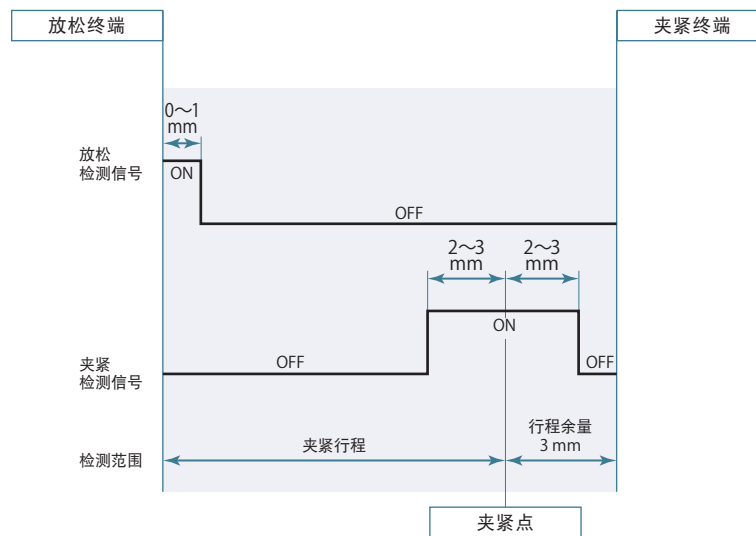 放松终端
夹紧终端
0～1
mm
放松
检测信号
ON
OFF
2～3
mm
2～3
mm
ON
夹紧
检测信号
OFF
OFF
检测范围
夹紧行程
行程余量
3 mm
夹紧点